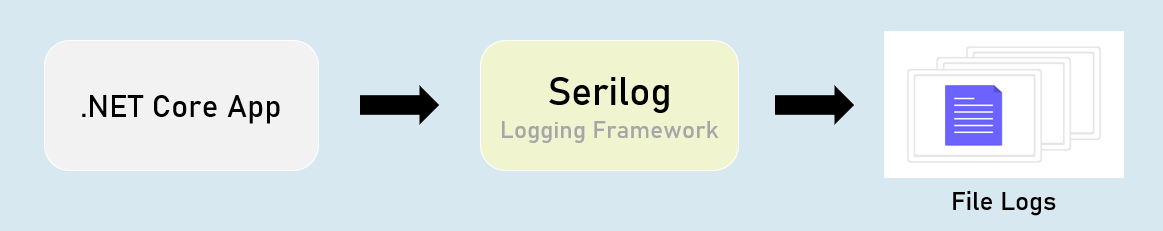 .NET Core App
Serilog
Logging Framework
File Logs